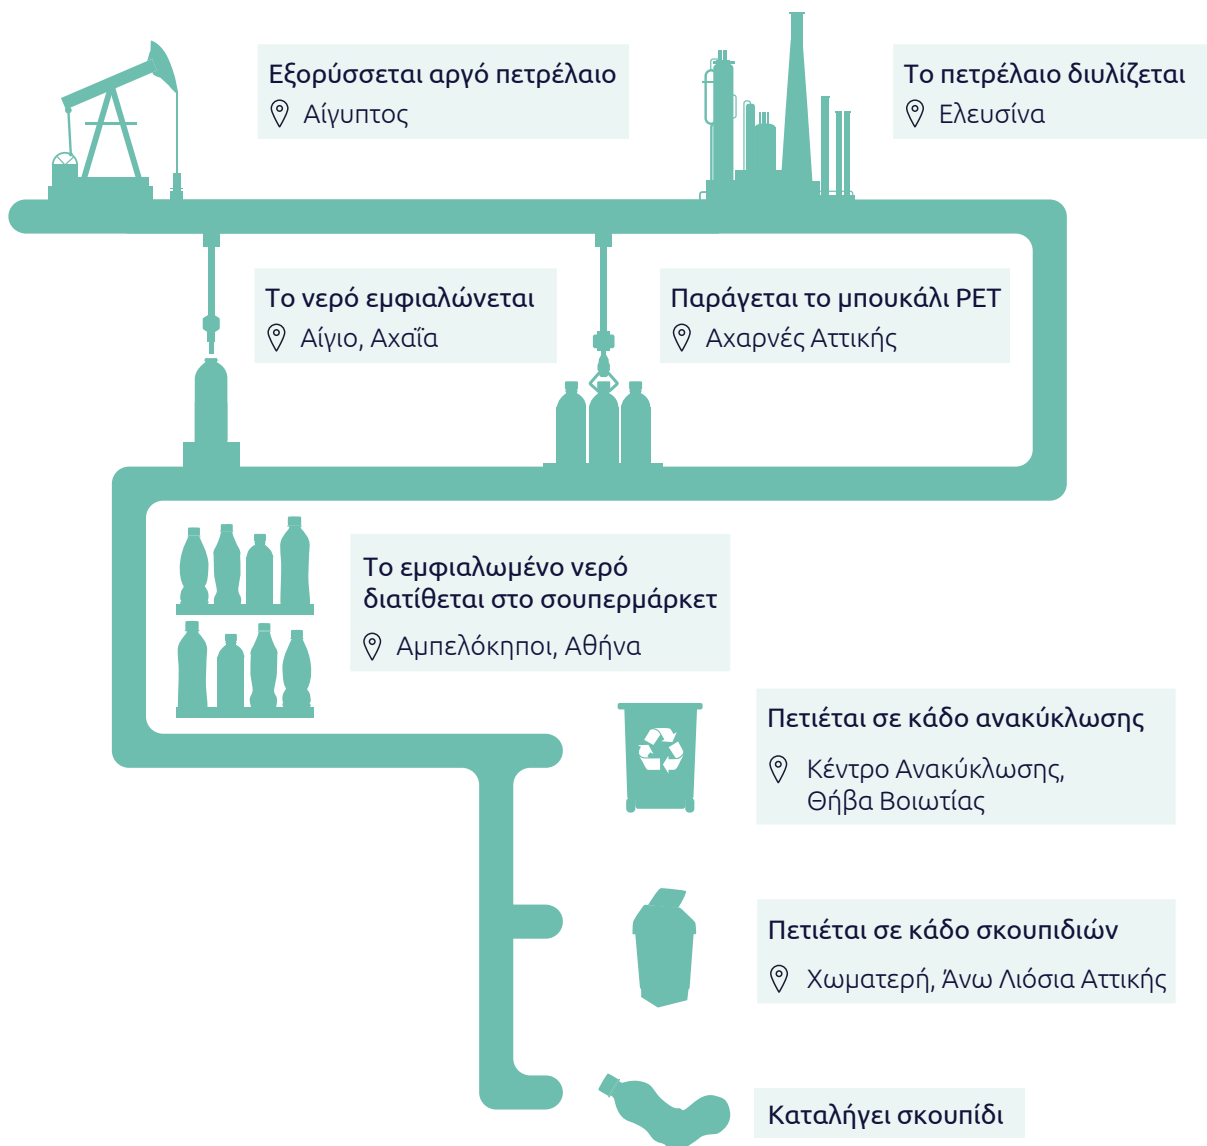 Εξορύσσεται αργό πετρέλαιο
Αίγυπτος
Το πετρέλαιο διυλίζεται
Ελευσίνα
Το νερό εμφιαλώνεται
Αίγιο, Αχαΐα
Παράγεται το μπουκάλι PET
Αχαρνές Αττικής
Το εμφιαλωμένο νερό
διατίθεται στο σουπερμάρκετ
Αμπελόκηποι, Αθήνα
Πετιέται σε κάδο ανακύκλωσης
Κέντρο Ανακύκλωσης,
Θήβα Βοιωτίας
Πετιέται σε κάδο σκουπιδιών
Χωματερή, Άνω Λιόσια Αττικής
Καταλήγει σκουπίδι